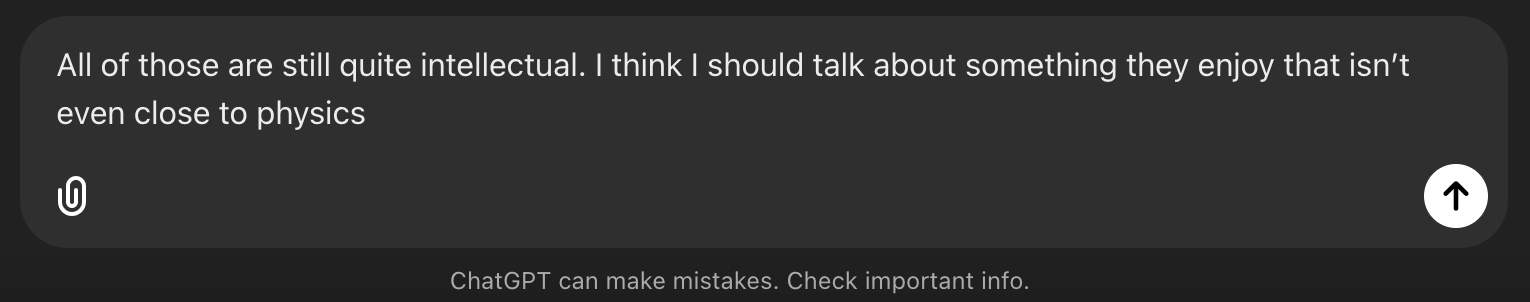 All of those are still quite intellectual. I think I should talk about something they enjoy that isn’t
even close to physics
ChatGPT can make mistakes. Check important info.